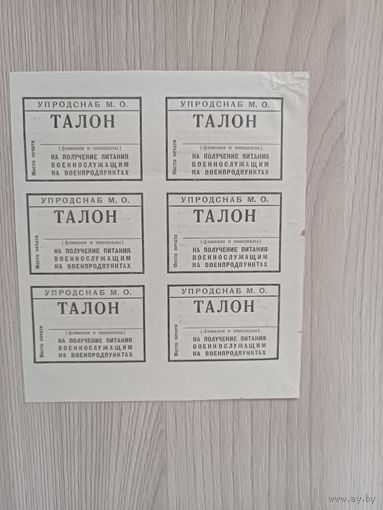 УПРОДСНАБ М. О.
ТАЛОН
(фамилия и инициалы)
Место печати
НА ПОЛУЧЕНИЕ ПИТАНИЯ
ВОЕННОСЛУЖАЩИМ
НА ВОЕНПРОДПУНКТАХ
УПРОДСНАБ М. О.
ТАЛОН
(фамилия и инициалы)
Место печати
НА ПОЛУЧЕНИЕ ПИТАНИЯ
ВОЕННОСЛУЖАЩИМ
НА ВОЕНПРОДПУНКТАХ
УПРОДСНАБ М. О.
ТАЛОН
(фамилия и инициалы)
Место печати
НА ПОЛУЧЕНИЕ ПИТАНИЯ
ВОЕННОСЛУЖАЩИМ
НА ВОЕНПРОДПУНКТАХ
УПРОДСНАБ М. О.
ТАЛОН
(фамилия и инициалы)
Место печати
НА ПОЛУЧЕНИЕ ПИТАНИЯ
ВОЕННОСЛУЖАЩИМ
НА ВОЕНПРОДПУНКТАХ
УПРОДСНАБ М. О.
ТАЛОН
(фамилия и инициалы)
Место печати
НА ПОЛУЧЕНИЕ ПИТАНИЯ
ВОЕННОСЛУЖАЩИМ
НА ВОЕНПРОДПУНКТАХ
УПРОДСНАБ М. О.
ТАЛОН
(фамилия и инициалы)
Место печати
НА ПОЛУЧЕНИЕ ПИТАНИЯ
ВОЕННОСЛУЖАЩИМ
НА ВОЕНПРОДПУНКТАХ
www.ay.by